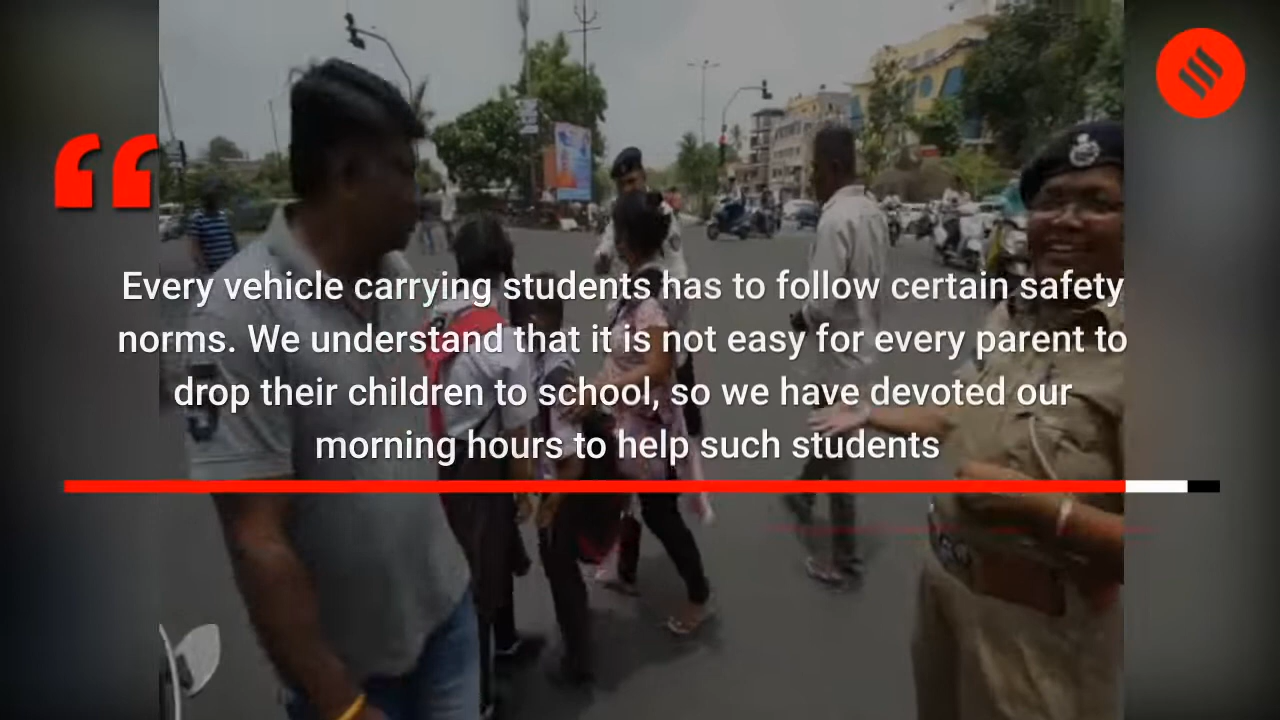 “
Every vehicle carrying students has to follow certain safety
norms. We understand that it is not easy for every parent to
drop their children to school, so we have devoted our
morning hours to help such students